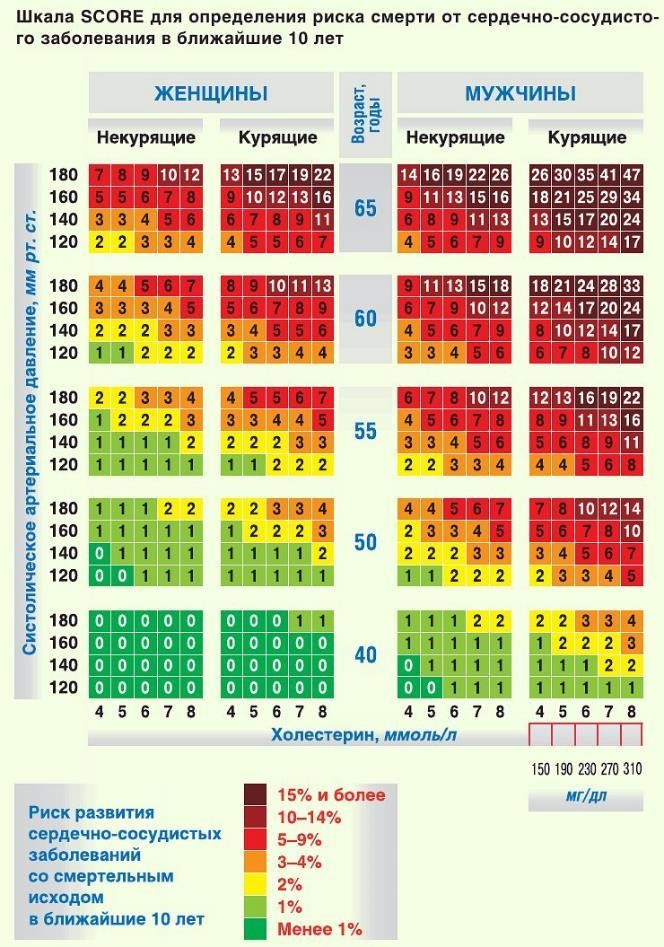 Шкала SCORE для определения риска смерти от сердечно-сосудисто-
го заболевания в ближайшие 10 лет
ЖЕНЩИНЫ
Возраст, годы
МУЖЧИНЫ
Некурящие Курящие Некурящие Курящие
Систолическое артериальное давление, мм рт. ст.
180 7 8 9 10 12 13 15 17 19 22 14 16 19 22 26 26 30 35 41 47
160 5 5 6 7 8 9 10 12 13 16 65 9 11 13 15 16 18 21 25 29 34
140 3 3 4 5 6 6 7 8 9 11 6 8 9 11 13 13 15 17 20 24
120 2 2 3 3 4 4 5 5 6 7 4 5 6 7 9 9 10 12 14 17
180 4 4 5 6 7 8 9 10 11 13 9 11 13 15 18 18 21 24 28 33
160 3 3 3 4 5 5 6 7 8 9 60 6 7 9 10 12 12 14 17 20 24
140 2 2 2 3 3 3 4 5 5 6 4 5 6 7 9 8 10 12 14 17
120 1 1 2 2 2 2 3 3 4 4 3 3 4 5 6 6 7 8 10 12
180 2 2 3 3 4 4 5 5 6 7 6 7 8 10 12 12 13 16 19 22
160 1 2 2 2 3 3 3 4 4 5 55 4 5 6 7 8 8 9 11 13 16
140 1 1 1 1 2 2 2 2 3 3 3 3 4 5 6 5 6 8 9 11
120 1 1 1 1 1 1 1 2 2 2 2 2 3 3 4 4 4 5 6 8
180 1 1 1 2 2 2 2 3 3 4 4 4 5 6 7 7 8 10 12 14
160 1 1 1 1 1 1 2 2 2 3 50 2 3 3 4 5 5 6 7 8 10
140 0 1 1 1 1 1 1 1 1 2 2 2 2 3 3 3 4 5 6 7
120 0 0 1 1 1 1 1 1 1 1 1 1 2 2 2 2 3 3 4 5
180 0 0 0 0 0 0 0 0 1 1 1 1 1 2 2 2 2 3 3 4
160 0 0 0 0 0 0 0 0 0 0 40 1 1 1 1 1 1 2 2 2 3
140 0 0 0 0 0 0 0 0 0 0 0 1 1 1 1 1 1 1 2 2
120 0 0 0 0 0 0 0 0 0 0 0 0 1 1 1 1 1 1 1 1
4 5 6 7 8 4 5 6 7 8 4 5 6 7 8 4 5 6 7 8
Холестерин, ммоль/л
150 190 230 270 310
мг/дл
Риск развития
сердечно-сосудистых
заболеваний
со смертельным
исходом
в ближайшие 10 лет
15% и более
10–14%
5–9%
3–4%
2%
1%
Менее 1%